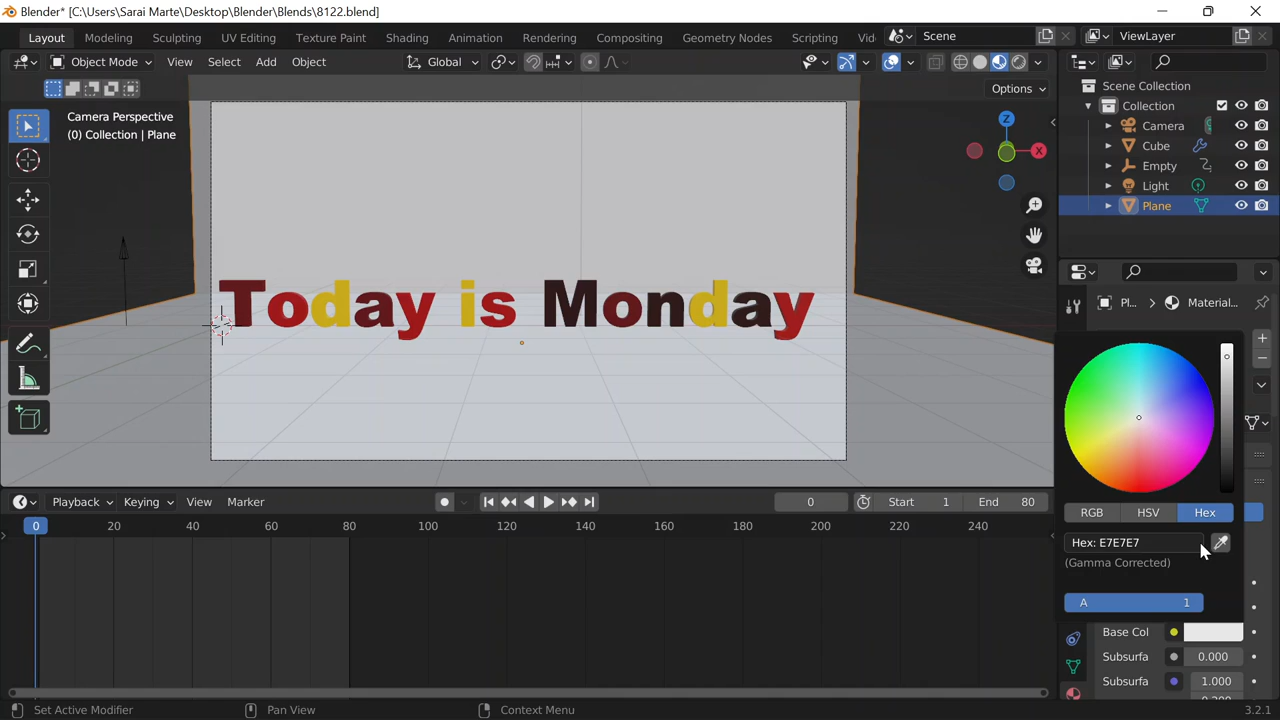 Blender* [C:\Users\Sarai Marte\Desktop\Blender\Blends\8122.blend]
Layout Modeling Sculpting UV Editing Texture Paint Shading Animation Rendering Compositing Geometry Nodes Scripting Vid Scene ViewLayer
Object Mode View Select Add Object Global
Options
Camera Perspective
(0) Collection | Plane
Z
X
Today is Monday
Scene Collection
Collection
Camera
Cube
Empty
Light
Plane
Pl... Material...
RGB HSV Hex
Hex: E7E7E7
(Gamma Corrected)
A 1
Base Col
Subsurfa 0.000
Subsurfa 1.000
0.200
Playback Keying View Marker 0 Start 1 End 80
0 20 40 60 80 100 120 140 160 180 200 220 240
Set Active Modifier Pan View Context Menu 3.2.1